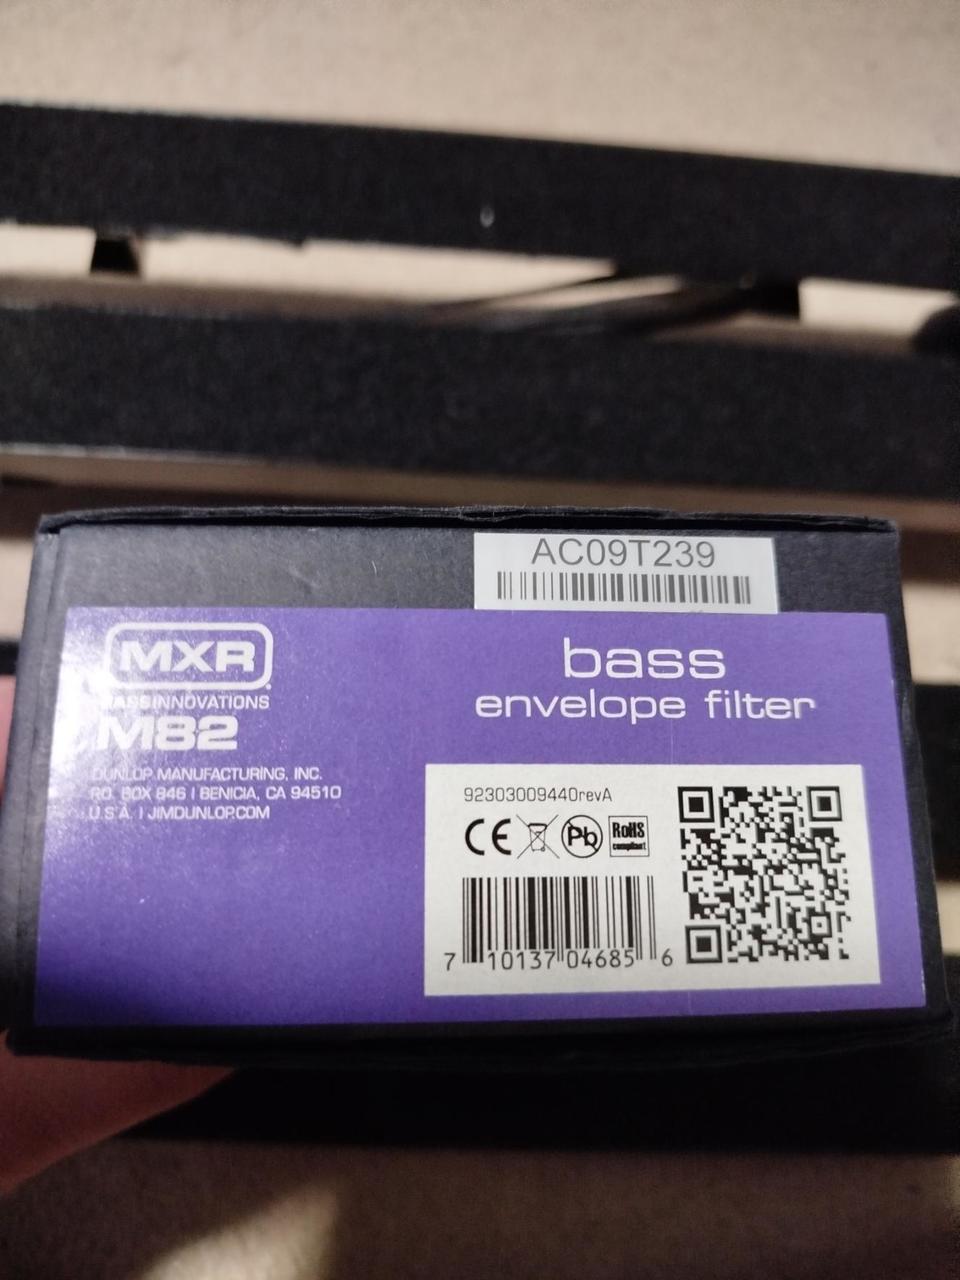 AC09T239
MXR
BASS INNOVATIONS
M82
DUNLOP MANUFACTURING, INC.
P.O. BOX 846 | BENICIA, CA 94510
U.S.A. | JIMDUNLOP.COM
bass
envelope filter
92303009440revA
CE
Pb
RoHS
compliant
7 10137 04685 6